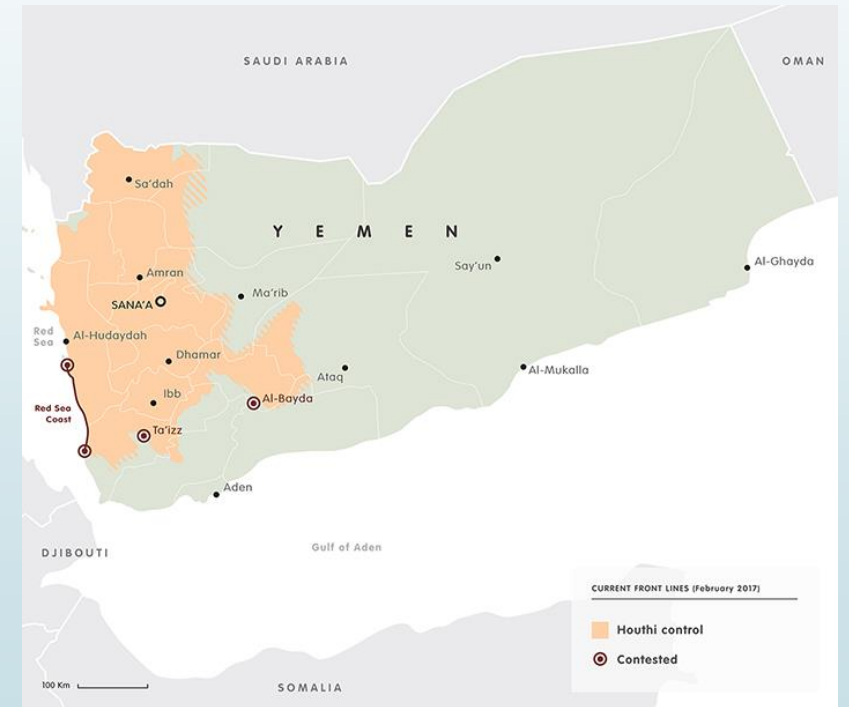 SAUDI ARABIA
OMAN
Sa'dah
Y E M E N
Say'un
Al-Ghayda
Amran
Ma'rib
SANA'A
Red
Sea
Al-Hudaydah
Dhamar
Ataq
Al-Mukalla
Ibb
Al-Bayda
Red Sea
Coast
Ta'izz
Aden
DJIBOUTI
Gulf of Aden
CURRENT FRONT LINES (February 2017)
Houthi control
Contested
100 Km
SOMALIA